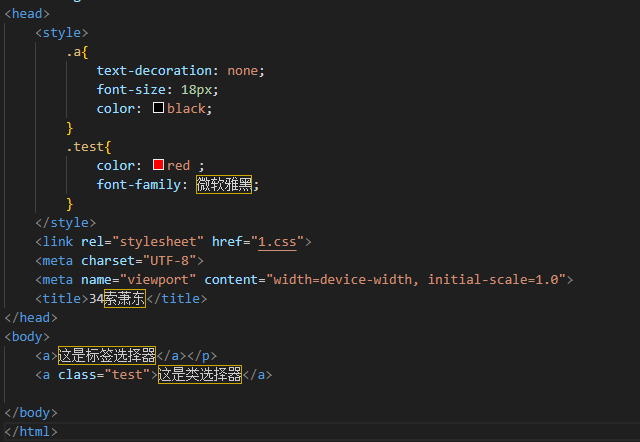 <head>
    <style>
        .a{
            text-decoration: none;
            font-size: 18px;
            color: black;
        }
        .test{
            color: red ;
            font-family: 微软雅黑;
        }
    </style>
    <link rel="stylesheet" href="1.css">
    <meta charset="UTF-8">
    <meta name="viewport" content="width=device-width, initial-scale=1.0">
    <title>34索萧东</title>
</head>
<body>
    <a>这是标签选择器</a></p>
    <a class="test">这是类选择器</a>

</body>
</html>